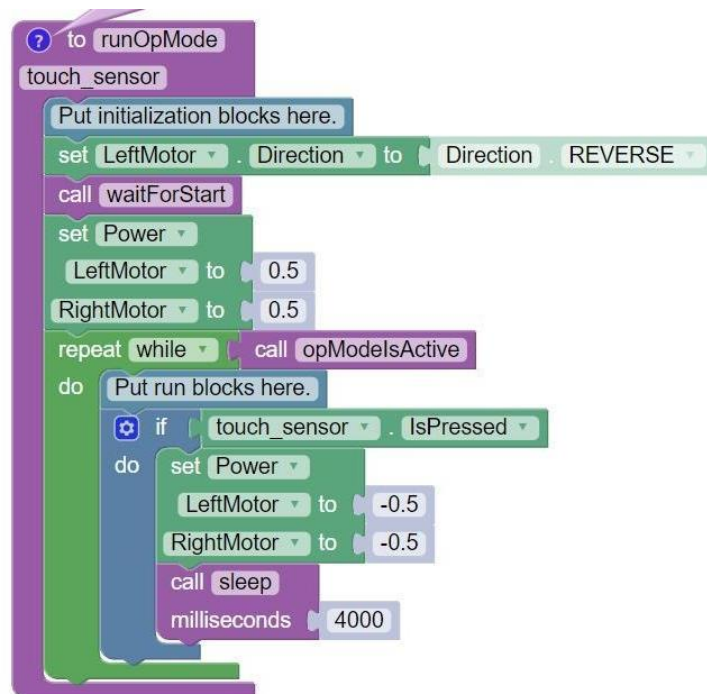 ? to runOpMode
touch_sensor
Put initialization blocks here.
set LeftMotor . Direction to Direction . REVERSE
call waitForStart
set Power
LeftMotor to 0.5
RightMotor to 0.5
repeat while call opModeIsActive
do Put run blocks here.
if touch_sensor . IsPressed
do set Power
LeftMotor to -0.5
RightMotor to -0.5
call sleep
milliseconds 4000